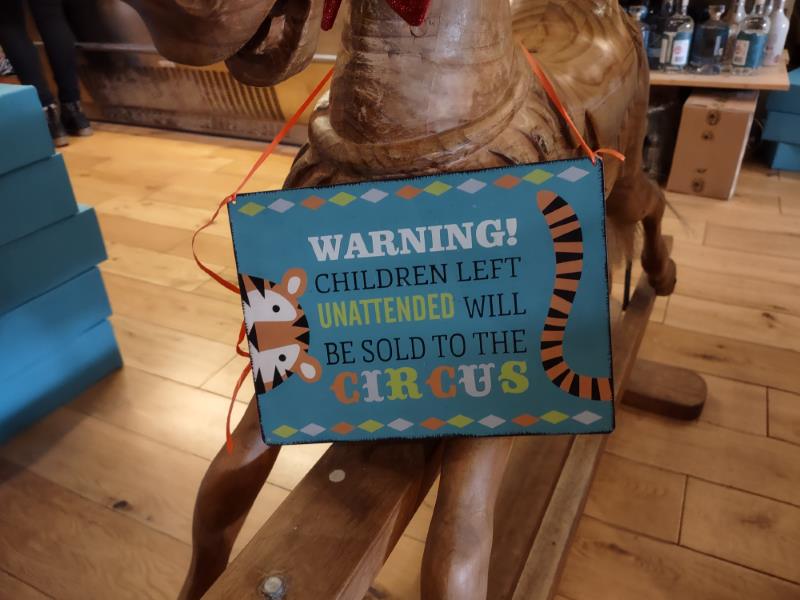 WARNING!
CHILDREN LEFT
UNATTENDED WILL
BE SOLD TO THE
CIRCUS